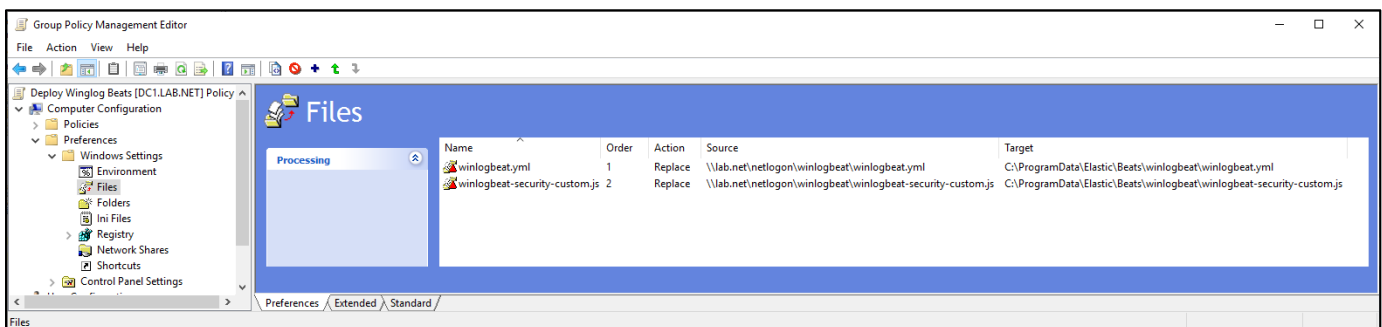 Group Policy Management Editor
File Action View Help
Deploy Winglog Beats [DC1.LAB.NET] Policy
Computer Configuration
Policies
Preferences
Windows Settings
Environment
Files
Folders
Ini Files
Registry
Network Shares
Shortcuts
Control Panel Settings
Files
Processing
Name Order Action Source Target
winlogbeat.yml 1 Replace \\lab.net\netlogon\winlogbeat\winlogbeat.yml C:\ProgramData\Elastic\Beats\winlogbeat\winlogbeat.yml
winlogbeat-security-custom.js 2 Replace \\lab.net\netlogon\winlogbeat\winlogbeat-security-custom.js C:\ProgramData\Elastic\Beats\winlogbeat\winlogbeat-security-custom.js
Preferences Extended Standard
Files